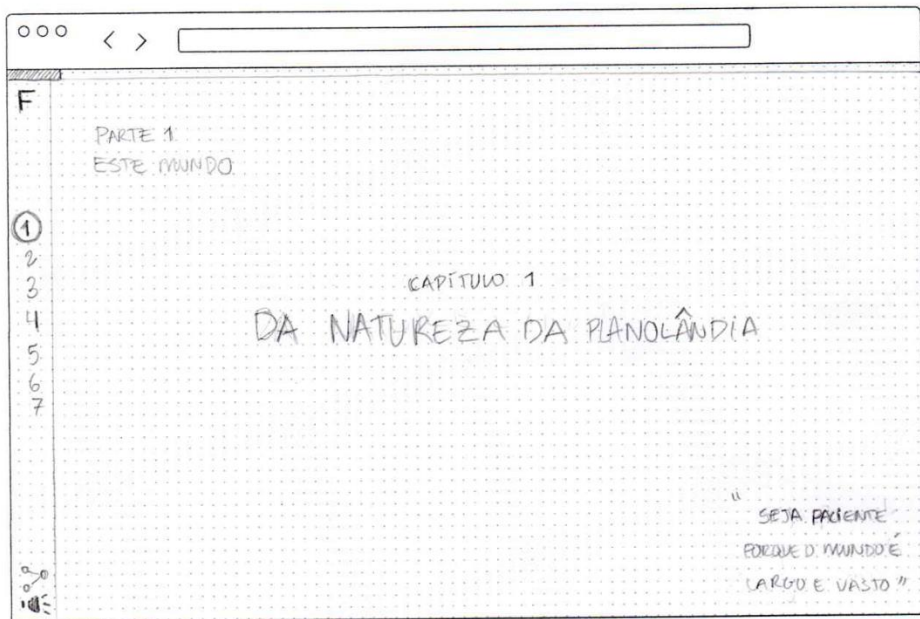 F
PARTE 1
ESTE MUNDO
1
2
3
4
5
6
7
CAPÍTULO 1
DA NATUREZA DA PLANOLÂNDIA
"SEJA PACIENTE
PORQUE O MUNDO É
LARGO E VASTO"